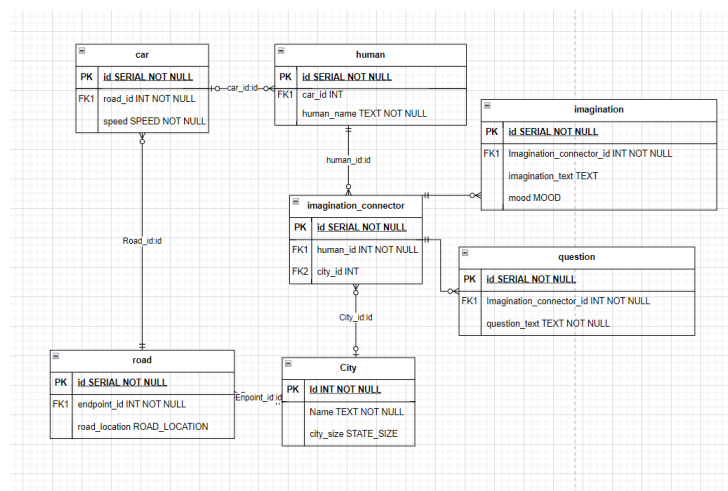 car
PK id SERIAL NOT NULL
FK1 road_id INT NOT NULL
speed SPEED NOT NULL
car_id:id
human
PK id SERIAL NOT NULL
FK1 car_id INT
human_name TEXT NOT NULL
imagination
PK id SERIAL NOT NULL
FK1 Imagination_connector_id INT NOT NULL
imagination_text TEXT
mood MOOD
human_id:id
imagination_connector
PK id SERIAL NOT NULL
FK1 human_id INT NOT NULL
FK2 city_id INT
question
PK id SERIAL NOT NULL
FK1 Imagination_connector_id INT NOT NULL
question_text TEXT NOT NULL
Road_id:id
City_id:id
road
PK id SERIAL NOT NULL
FK1 endpoint_id INT NOT NULL
road_location ROAD_LOCATION
Enpoint_id:id
City
PK Id INT NOT NULL
Name TEXT NOT NULL
city_size STATE_SIZE